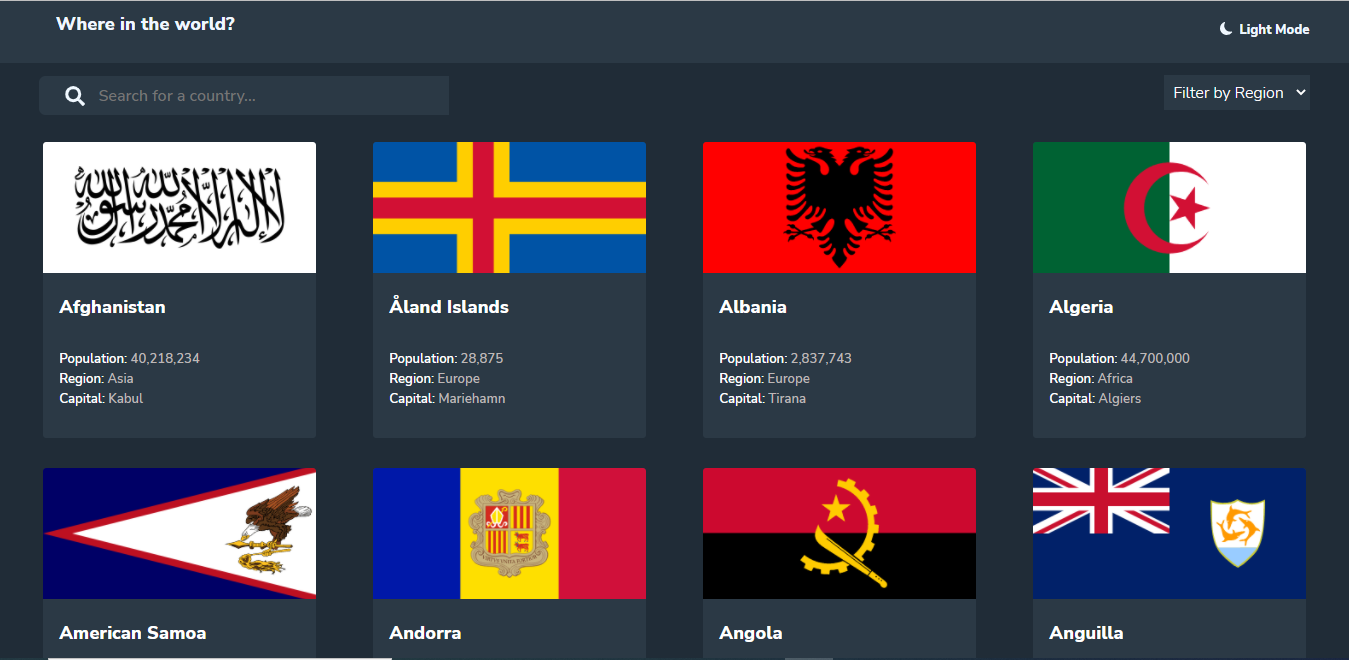 Where in the world?
Light Mode
Search for a country...
Filter by Region
لا إله إلا الله محمد رسول الله
Afghanistan
Population: 40,218,234
Region: Asia
Capital: Kabul
Åland Islands
Population: 28,875
Region: Europe
Capital: Mariehamn
Albania
Population: 2,837,743
Region: Europe
Capital: Tirana
Algeria
Population: 44,700,000
Region: Africa
Capital: Algiers
American Samoa
Andorra
Angola
Anguilla